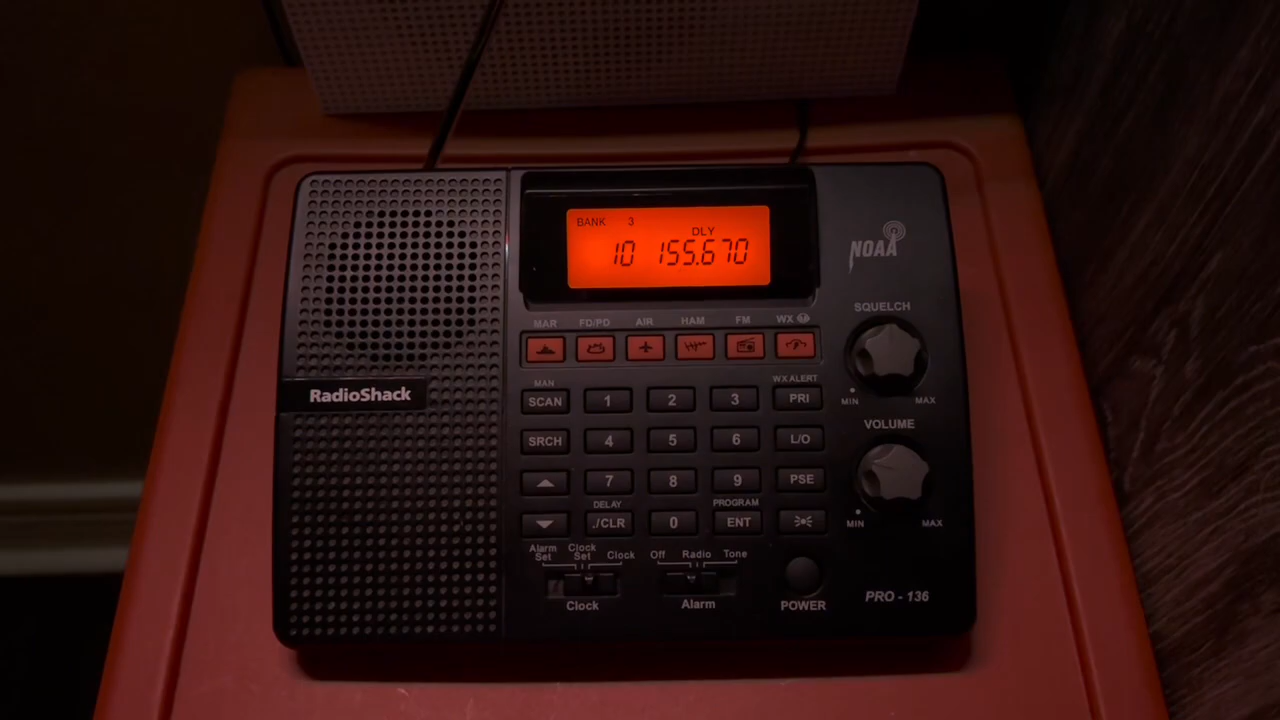 BANK 3
DLY
10 155.670
NOAA
SQUELCH
MAR FD/PD AIR HAM FM WX
MAN WX ALERT
RadioShack
SCAN 1 2 3 PRI
MIN MAX
VOLUME
SRCH 4 5 6 L/O
7 8 9 PSE
DELAY PROGRAM
./CLR 0 ENT
MIN MAX
Alarm Set Clock Set Clock Off Radio Tone
Clock Alarm POWER
PRO - 136